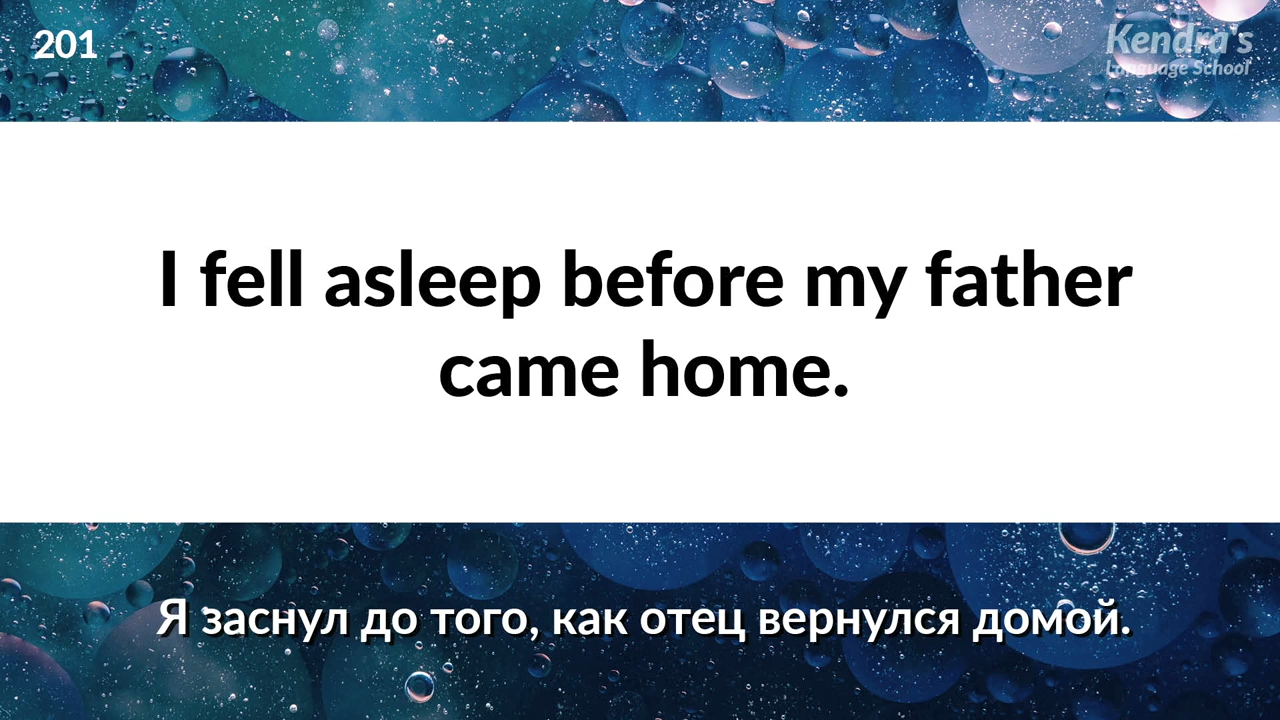 201
Kendra's
Language School
I fell asleep before my father
came home.
Я заснул до того, как отец вернулся домой.